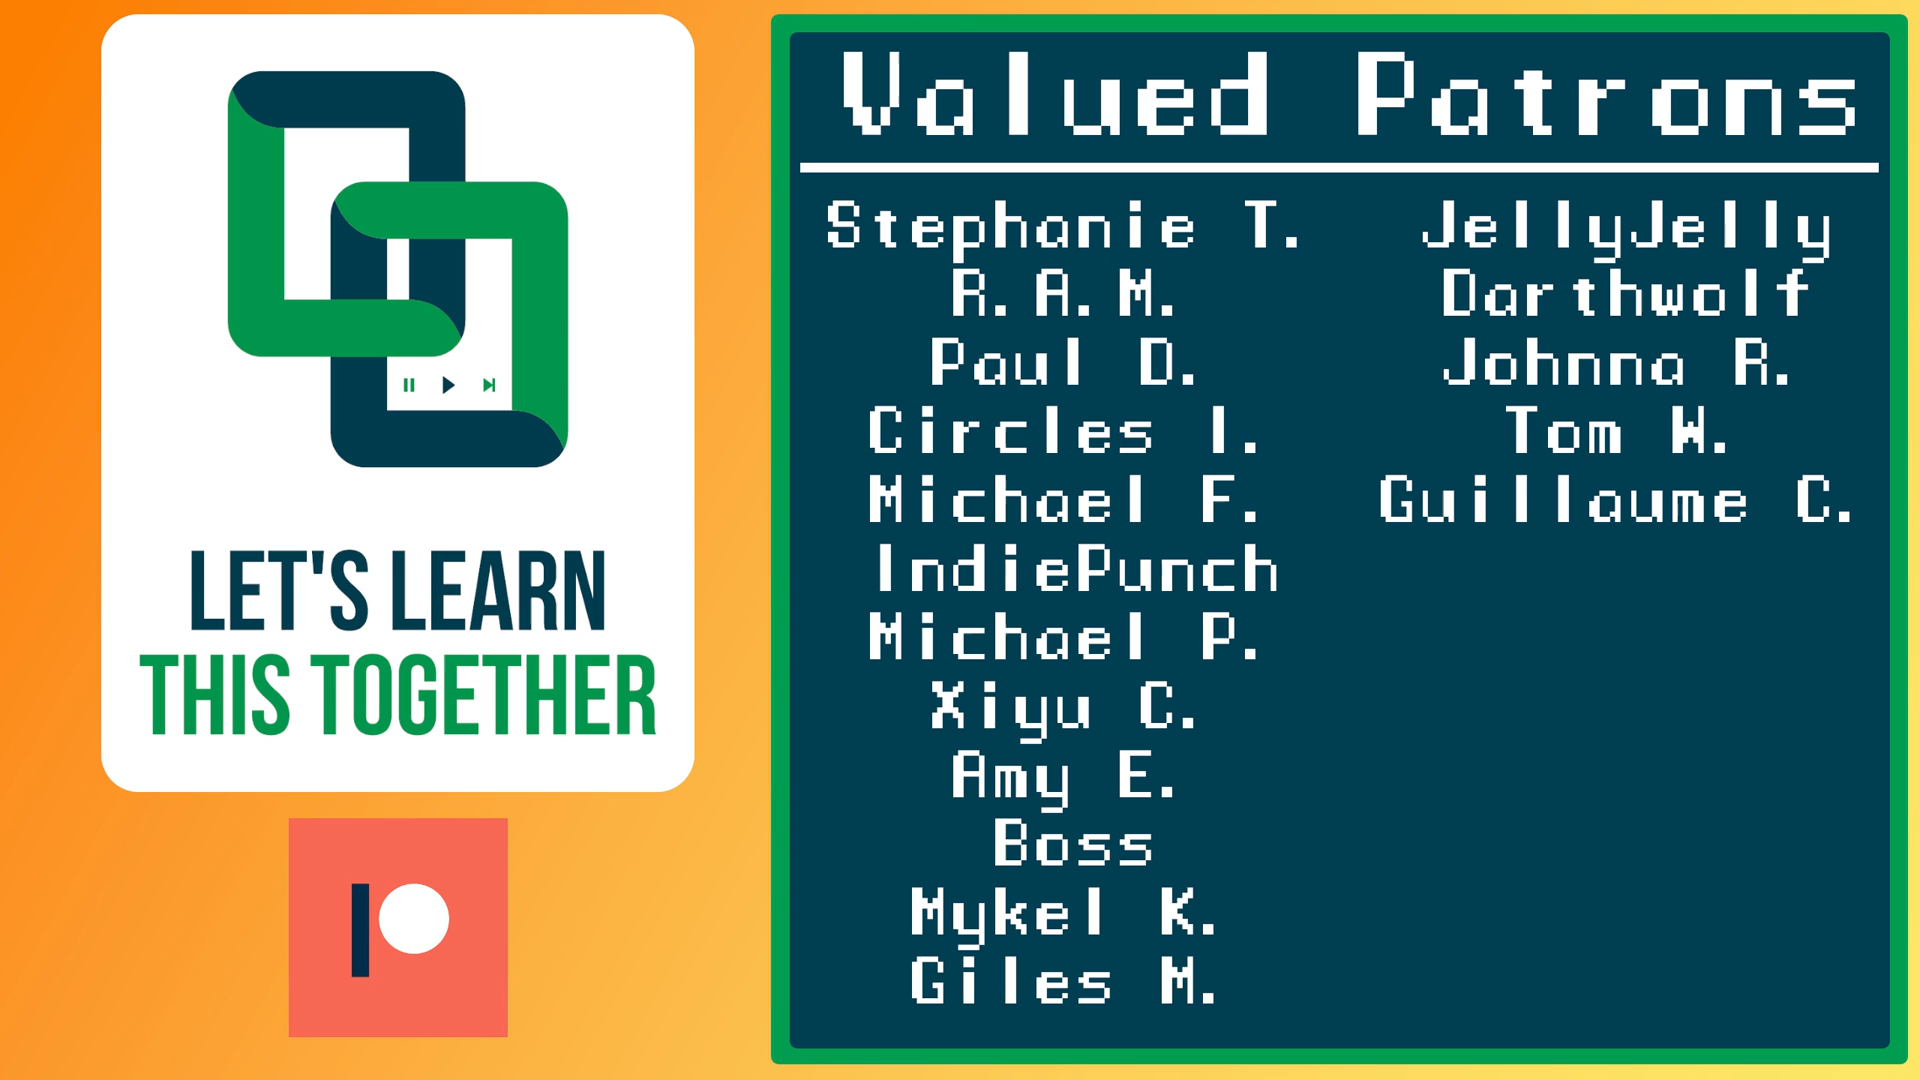 LET'S LEARN
THIS TOGETHER
Valued Patrons
Stephanie T.
R.A.M.
Paul D.
Circles I.
Michael F.
IndiePunch
Michael P.
Xiyu C.
Amy E.
Boss
Mykel K.
Giles M.
JellyJelly
Darthwolf
Johnna R.
Tom W.
Guillaume C.